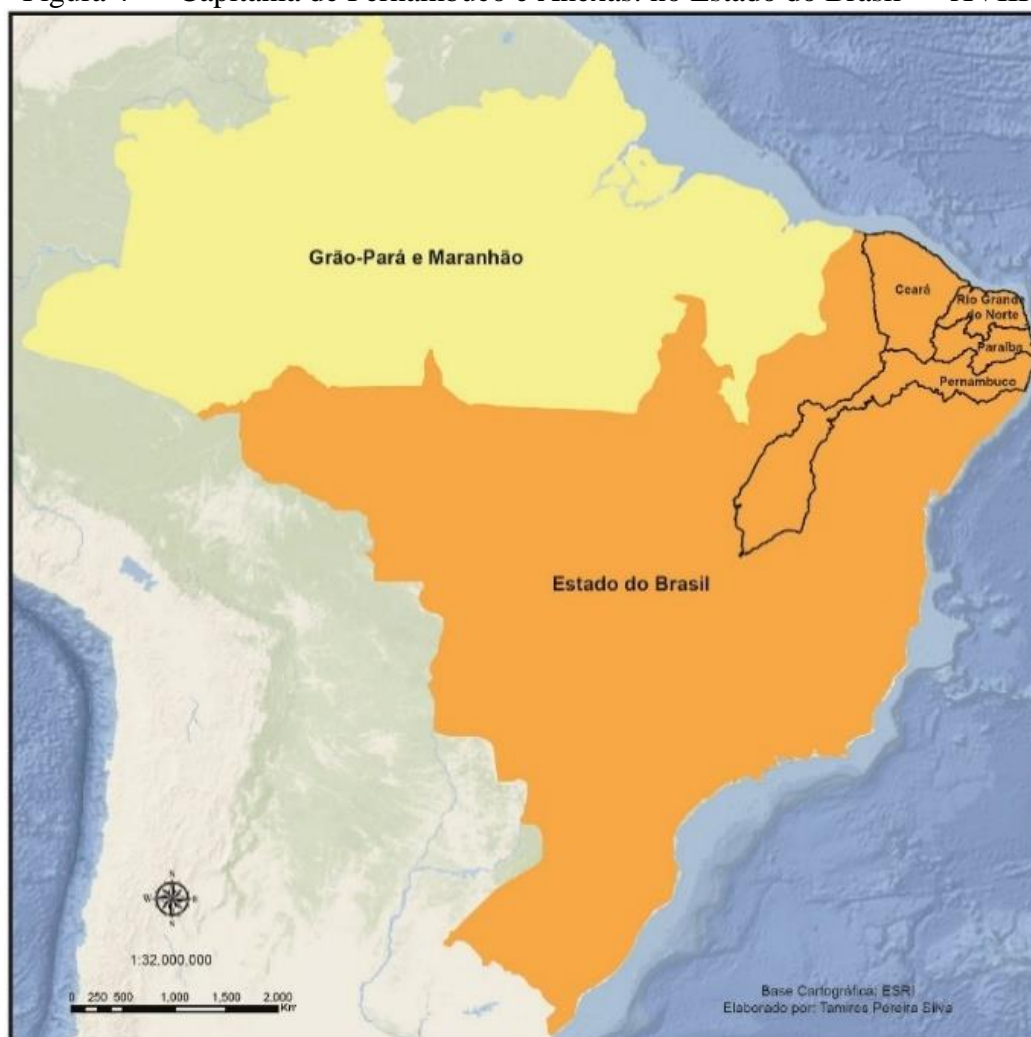 Capitania de Pernambuco e Anexas: no Estado do Brasil
Grão-Pará e Maranhão
Ceará
Rio Grande
do Norte
Paraíba
Pernambuco
Estado do Brasil
N
W
E
S
1:32.000.000
0 250 500 1,000 1,500 2,000
Km
Base Cartográfica: ESRI
Elaborado por: Tamires Pereira Silva